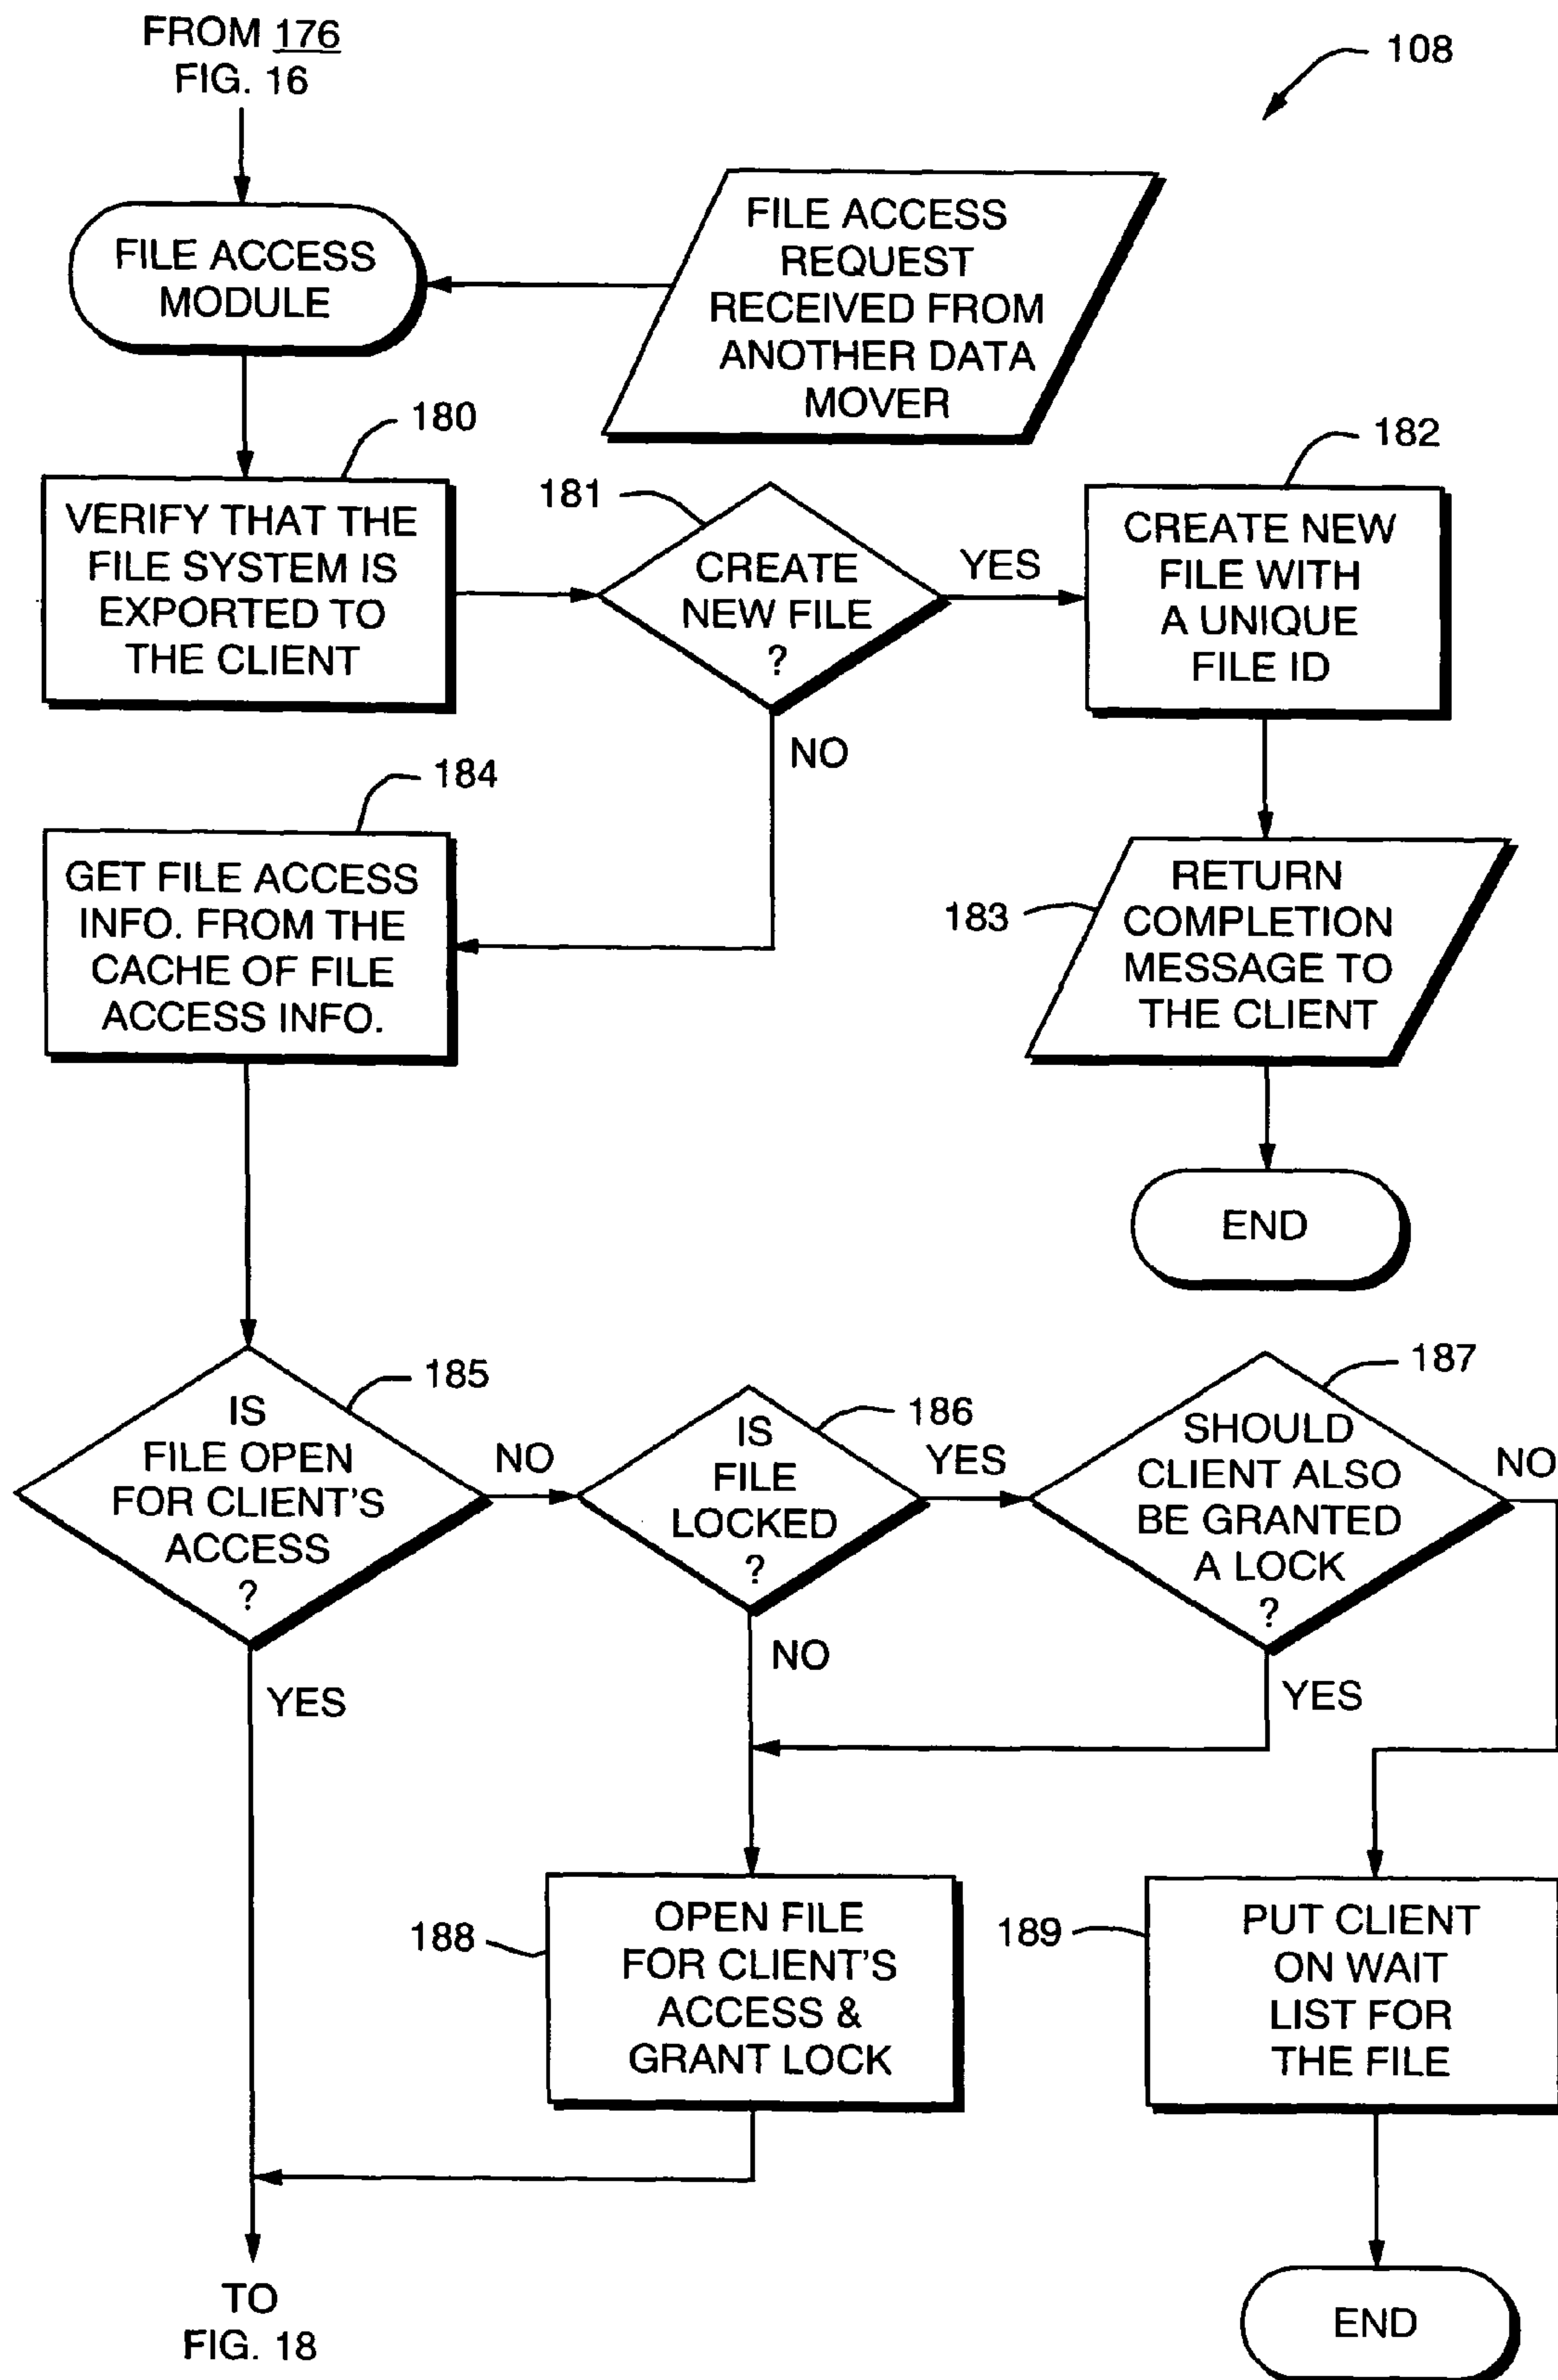 FROM 176
FIG. 16
108
FILE ACCESS
MODULE
FILE ACCESS
REQUEST
RECEIVED FROM
ANOTHER DATA
MOVER
180
VERIFY THAT THE
FILE SYSTEM IS
EXPORTED TO
THE CLIENT
181
CREATE
NEW FILE
?
YES
NO
182
CREATE NEW
FILE WITH
A UNIQUE
FILE ID
183
RETURN
COMPLETION
MESSAGE TO
THE CLIENT
END
184
GET FILE ACCESS
INFO. FROM THE
CACHE OF FILE
ACCESS INFO.
185
IS
FILE OPEN
FOR CLIENT'S
ACCESS
?
NO
YES
186
IS
FILE
LOCKED
?
YES
NO
187
SHOULD
CLIENT ALSO
BE GRANTED
A LOCK
?
NO
YES
188
OPEN FILE
FOR CLIENT'S
ACCESS &
GRANT LOCK
189
PUT CLIENT
ON WAIT
LIST FOR
THE FILE
END
TO
FIG. 18